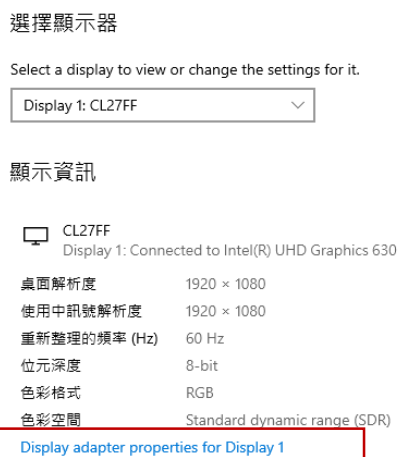 選擇顯示器
Select a display to view or change the settings for it.
Display 1: CL27FF
顯示資訊
CL27FF
Display 1: Connected to Intel(R) UHD Graphics 630
桌面解析度 1920 × 1080
使用中訊號解析度 1920 × 1080
重新整理的頻率 (Hz) 60 Hz
位元深度 8-bit
色彩格式 RGB
色彩空間 Standard dynamic range (SDR)
Display adapter properties for Display 1